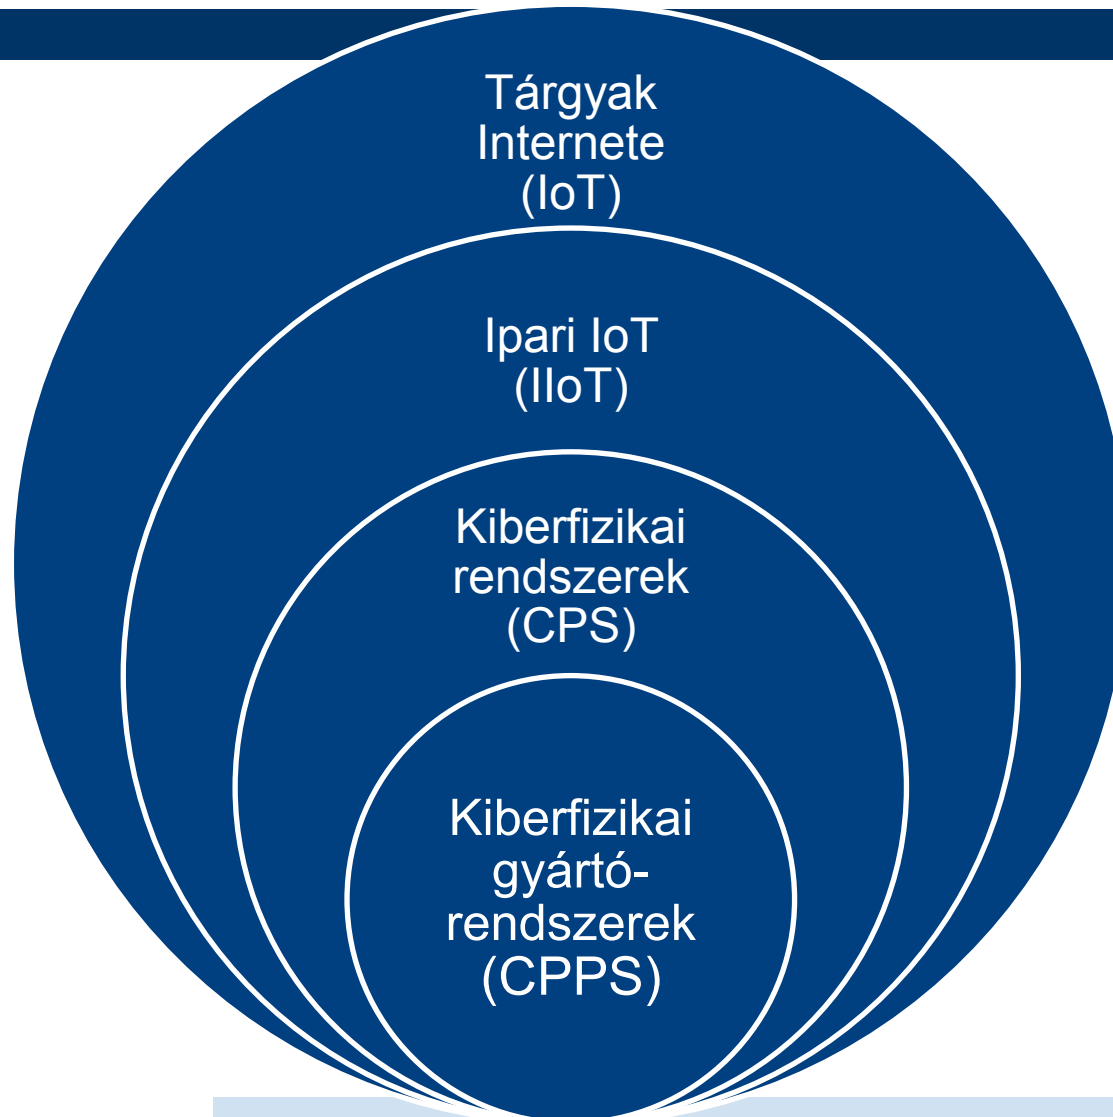 Tárgyak
Internete
(IoT)
Ipari IoT
(IIoT)
Kiberfizikai
rendszerek
(CPS)
Kiberfizikai
gyártó-
rendszerek
(CPPS)